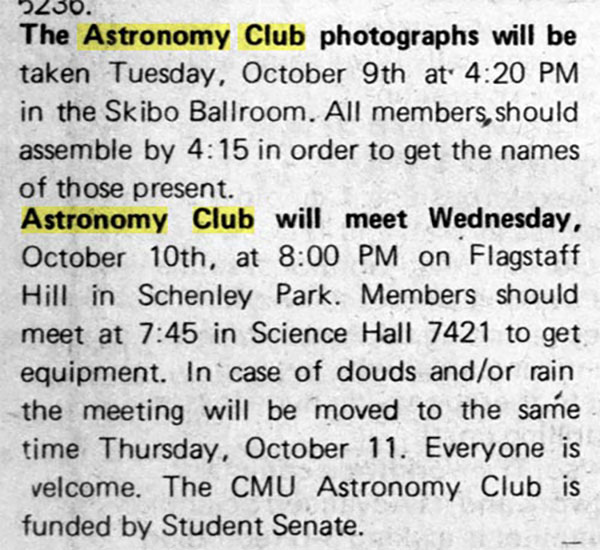 5236.
The Astronomy Club photographs will be
taken Tuesday, October 9th at 4:20 PM
in the Skibo Ballroom. All members should
assemble by 4:15 in order to get the names
of those present.
Astronomy Club will meet Wednesday,
October 10th, at 8:00 PM on Flagstaff
Hill in Schenley Park. Members should
meet at 7:45 in Science Hall 7421 to get
equipment. In case of douds and/or rain
the meeting will be moved to the same
time Thursday, October 11. Everyone is
velcome. The CMU Astronomy Club is
funded by Student Senate.